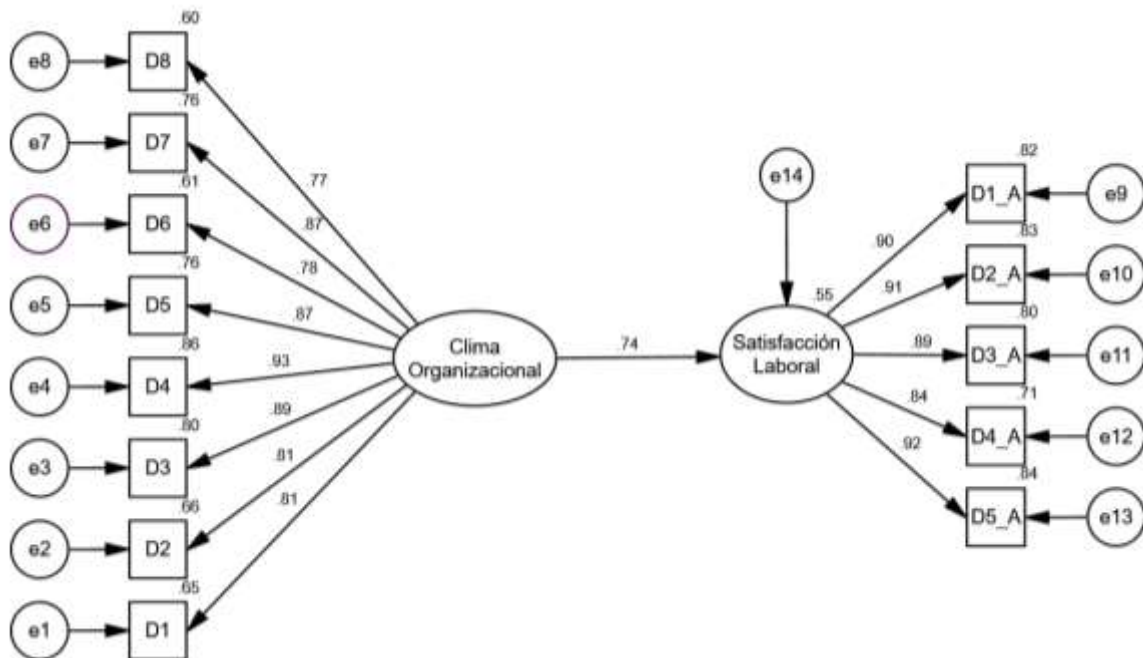 .60
e8
D8
.76
e7
D7
.77
.61
.87
e6
D6
.78
.76
e5
D5
.87
.86
e4
D4
.93
.80
.89
e3
D3
.81
.66
.81
e2
D2
.65
e1
D1
Clima
Organizacional
.74
e14
.55
Satisfacción
Laboral
.82
D1_A
e9
.90
.83
D2_A
e10
.91
.80
D3_A
e11
.89
.71
D4_A
e12
.84
.84
D5_A
e13
.92